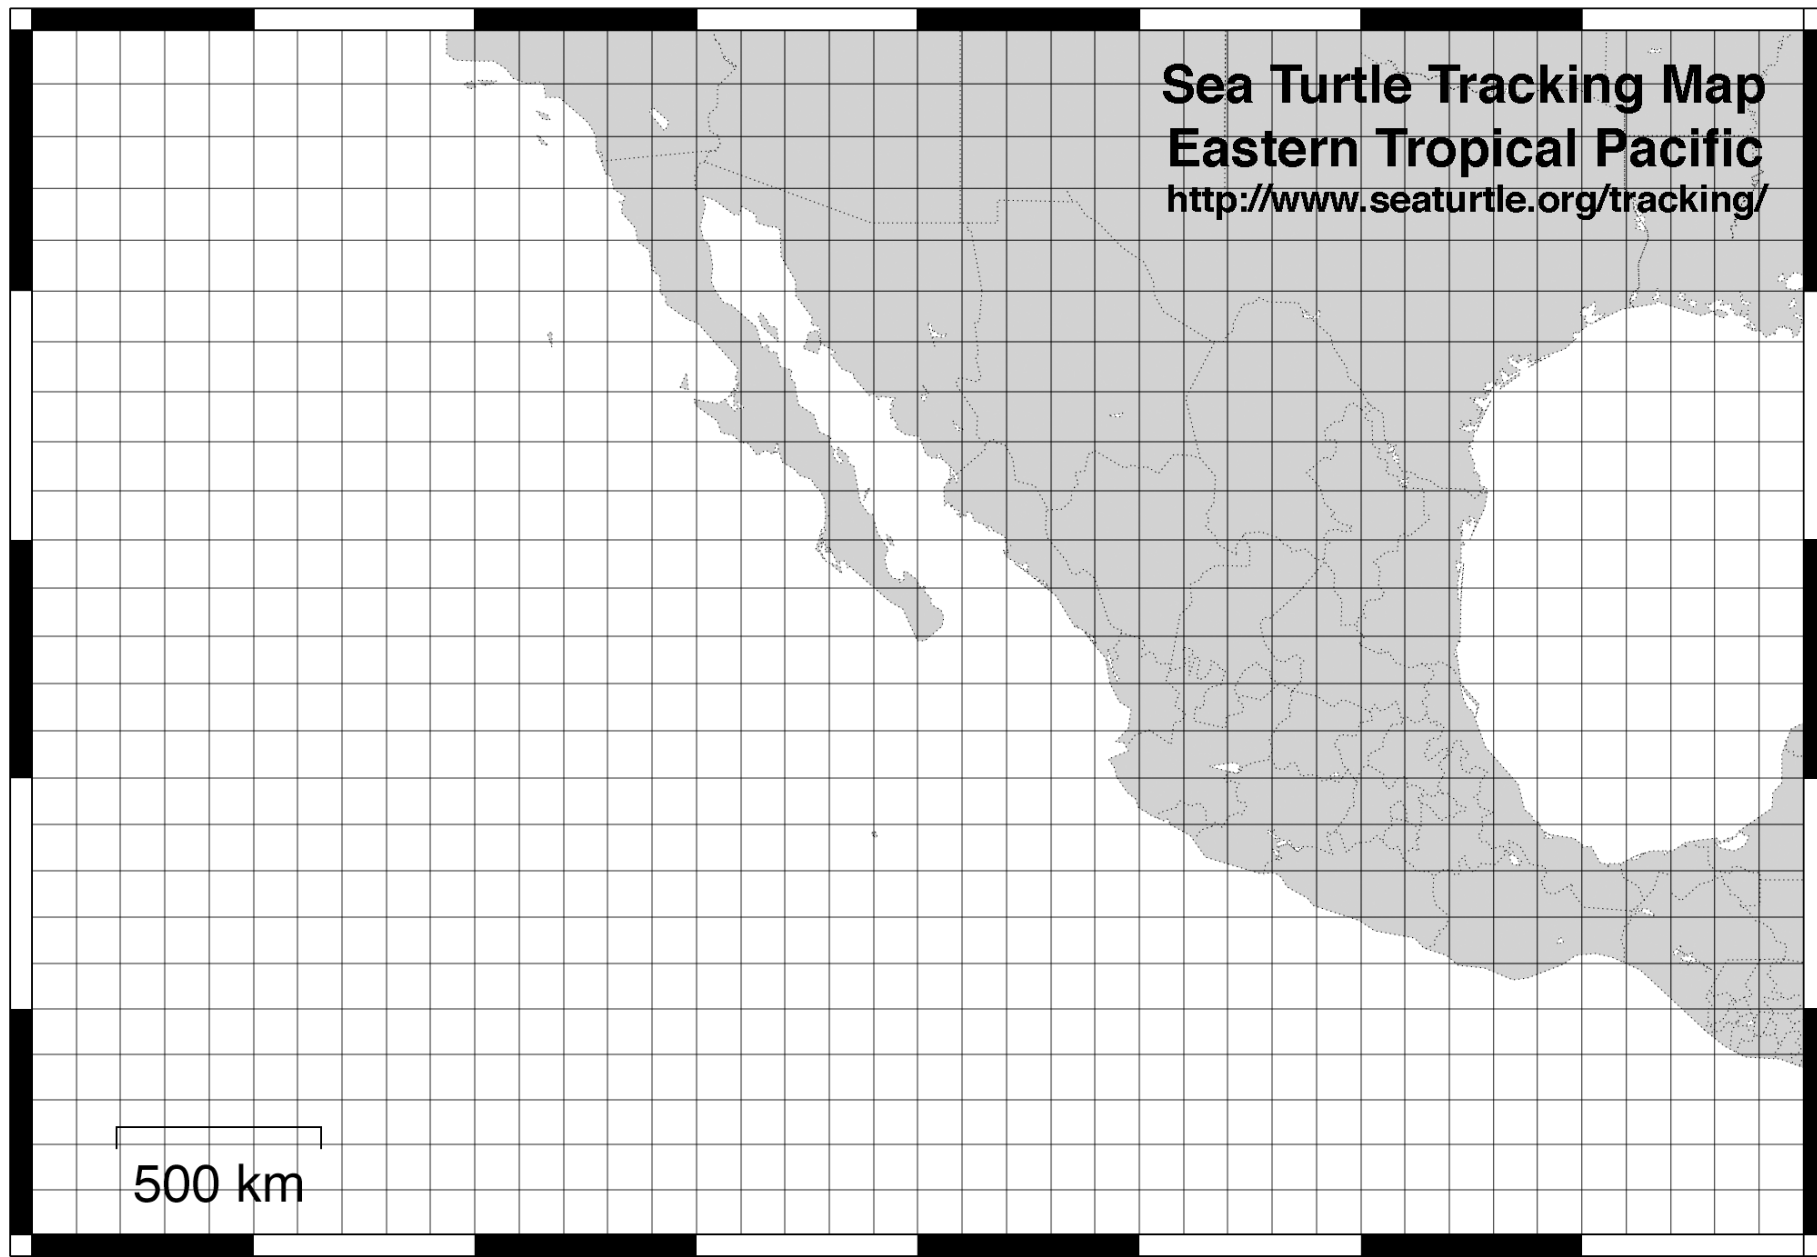 Sea Turtle Tracking Map
Eastern Tropical Pacific
http://www.seaturtle.org/tracking/
500 km